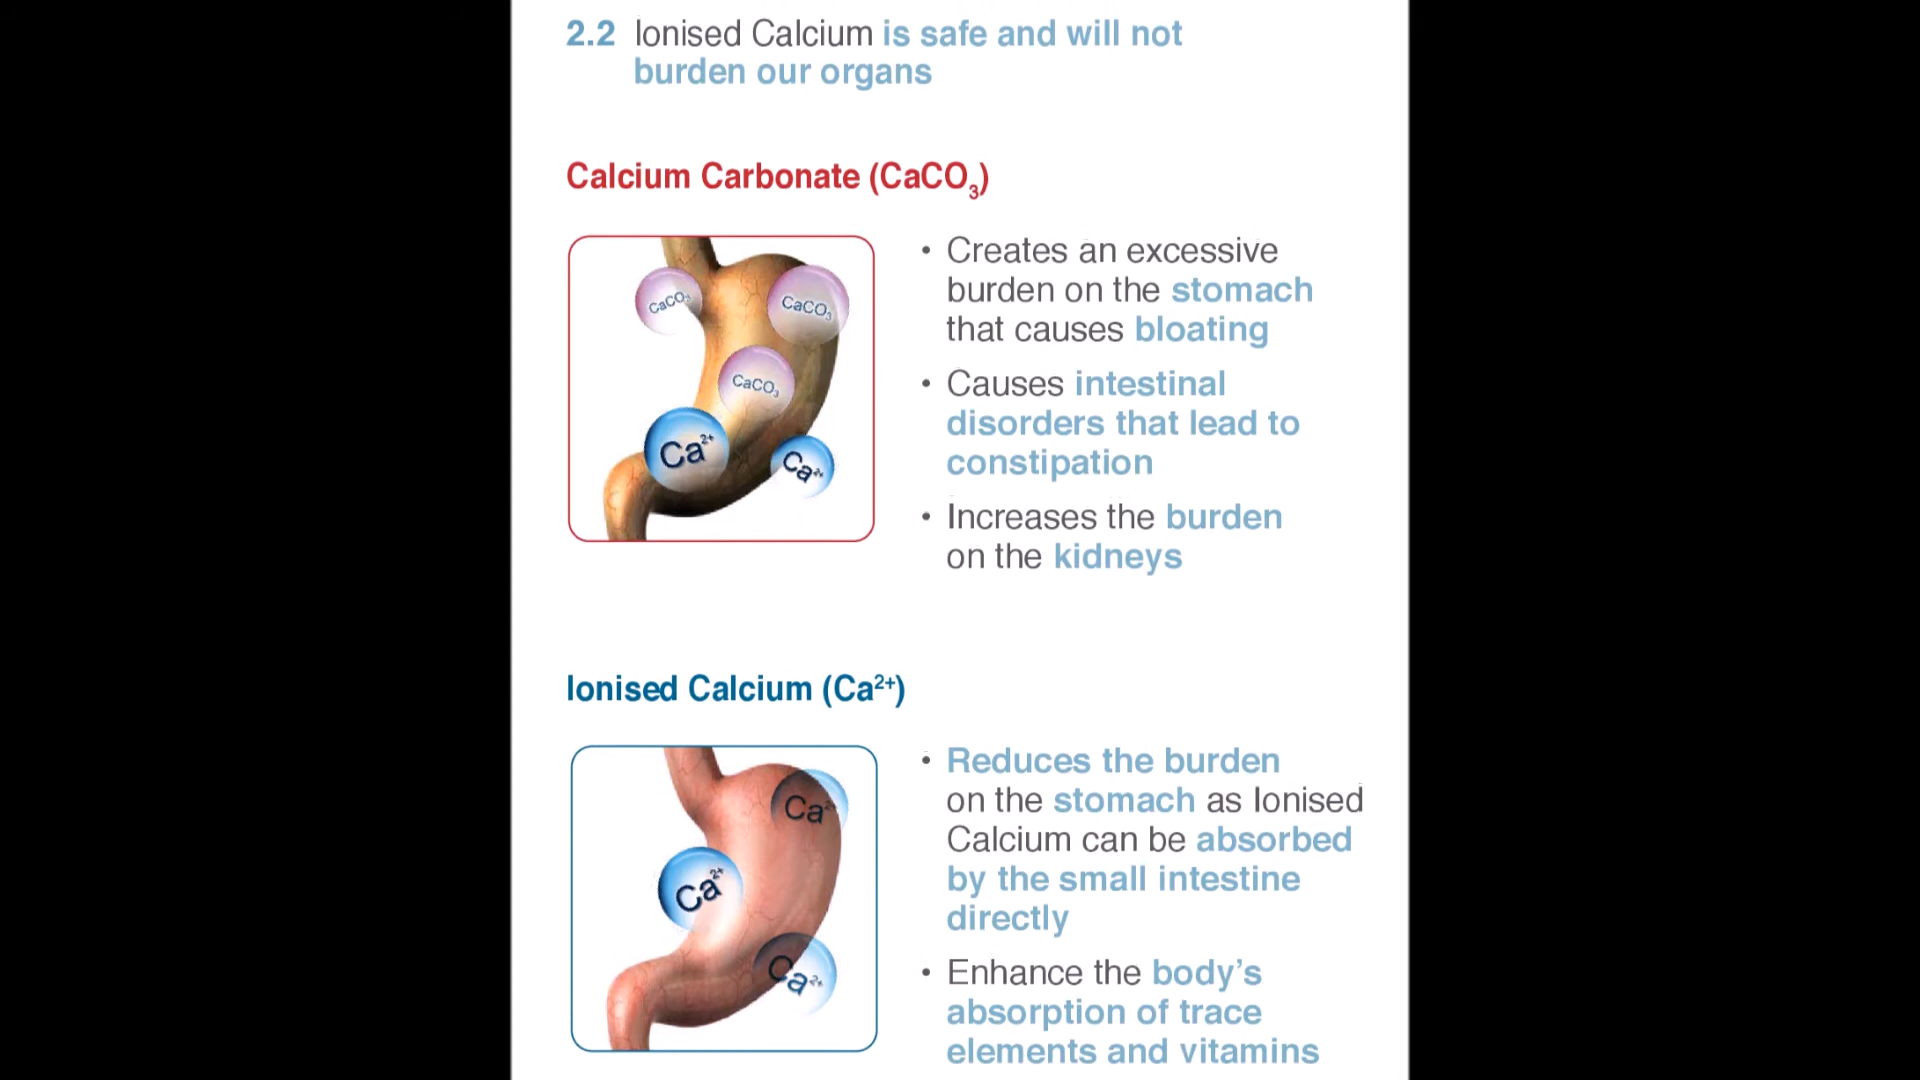 2.2 Ionised Calcium is safe and will not
burden our organs
Calcium Carbonate (CaCO₃)
CaCO₃
CaCO₃
CaCO₃
Ca²⁺
Ca²⁺
• Creates an excessive
burden on the stomach
that causes bloating
• Causes intestinal
disorders that lead to
constipation
• Increases the burden
on the kidneys
Ionised Calcium (Ca²⁺)
Ca²⁺
Ca²⁺
Ca²⁺
• Reduces the burden
on the stomach as Ionised
Calcium can be absorbed
by the small intestine
directly
• Enhance the body’s
absorption of trace
elements and vitamins